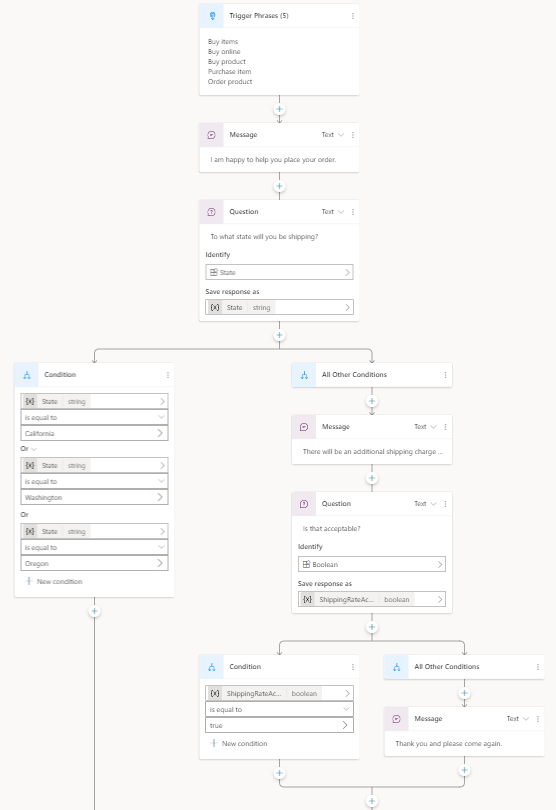 Trigger Phrases (5)
Buy items
Buy online
Buy product
Purchase item
Order product
Message
Text
I am happy to help you place your order.
Question
Text
To what state will you be shipping?
Identify
State
Save response as
{x} State string
Condition
{x} State string
is equal to
California
Or
{x} State string
is equal to
Washington
Or
{x} State string
is equal to
Oregon
New condition
All Other Conditions
Message
Text
There will be an additional shipping charge ...
Question
Text
Is that acceptable?
Identify
Boolean
Save response as
{x} ShippingRateAc... boolean
Condition
{x} ShippingRateAc... boolean
is equal to
true
New condition
All Other Conditions
Message
Text
Thank you and please come again.